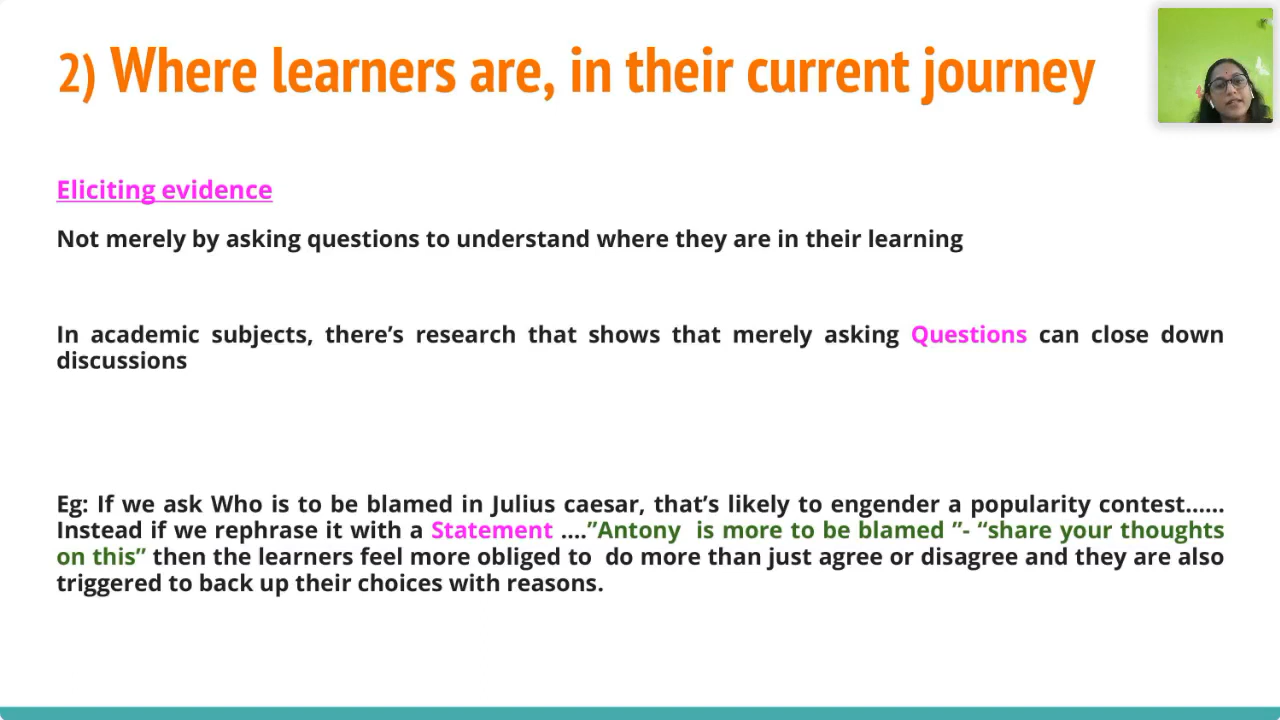 2) Where learners are, in their current journey
Eliciting evidence
Not merely by asking questions to understand where they are in their learning
In academic subjects, there’s research that shows that merely asking Questions can close down
discussions
Eg: If we ask Who is to be blamed in Julius caesar, that’s likely to engender a popularity contest......
Instead if we rephrase it with a Statement ....”Antony is more to be blamed ”- “share your thoughts
on this” then the learners feel more obliged to do more than just agree or disagree and they are also
triggered to back up their choices with reasons.